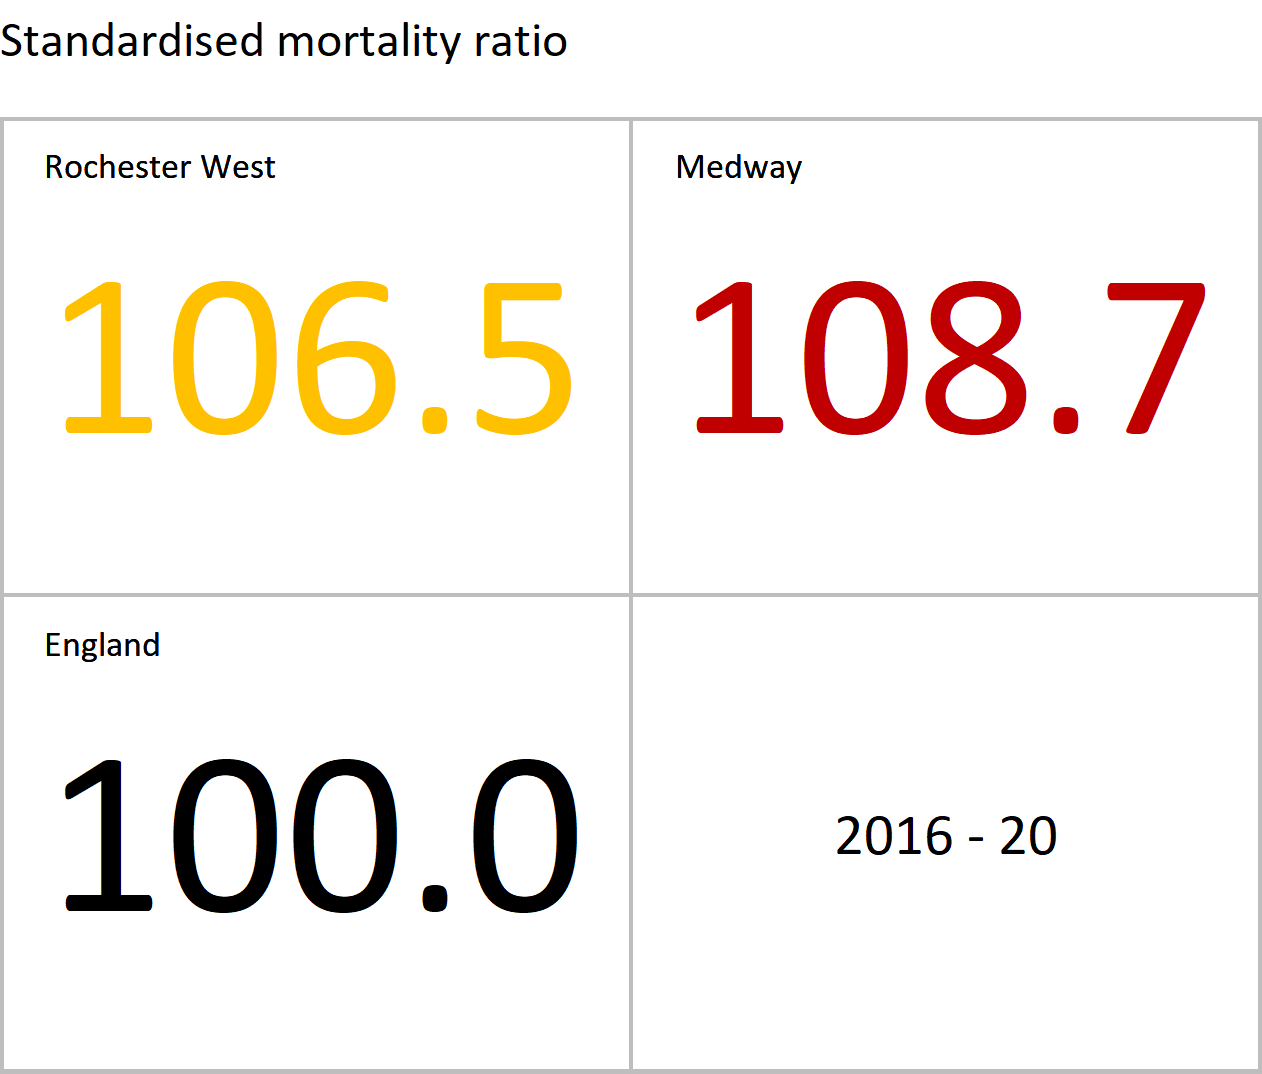 Standardised mortality ratio
Rochester West
106.5
Medway
108.7
England
100.0
2016 - 20